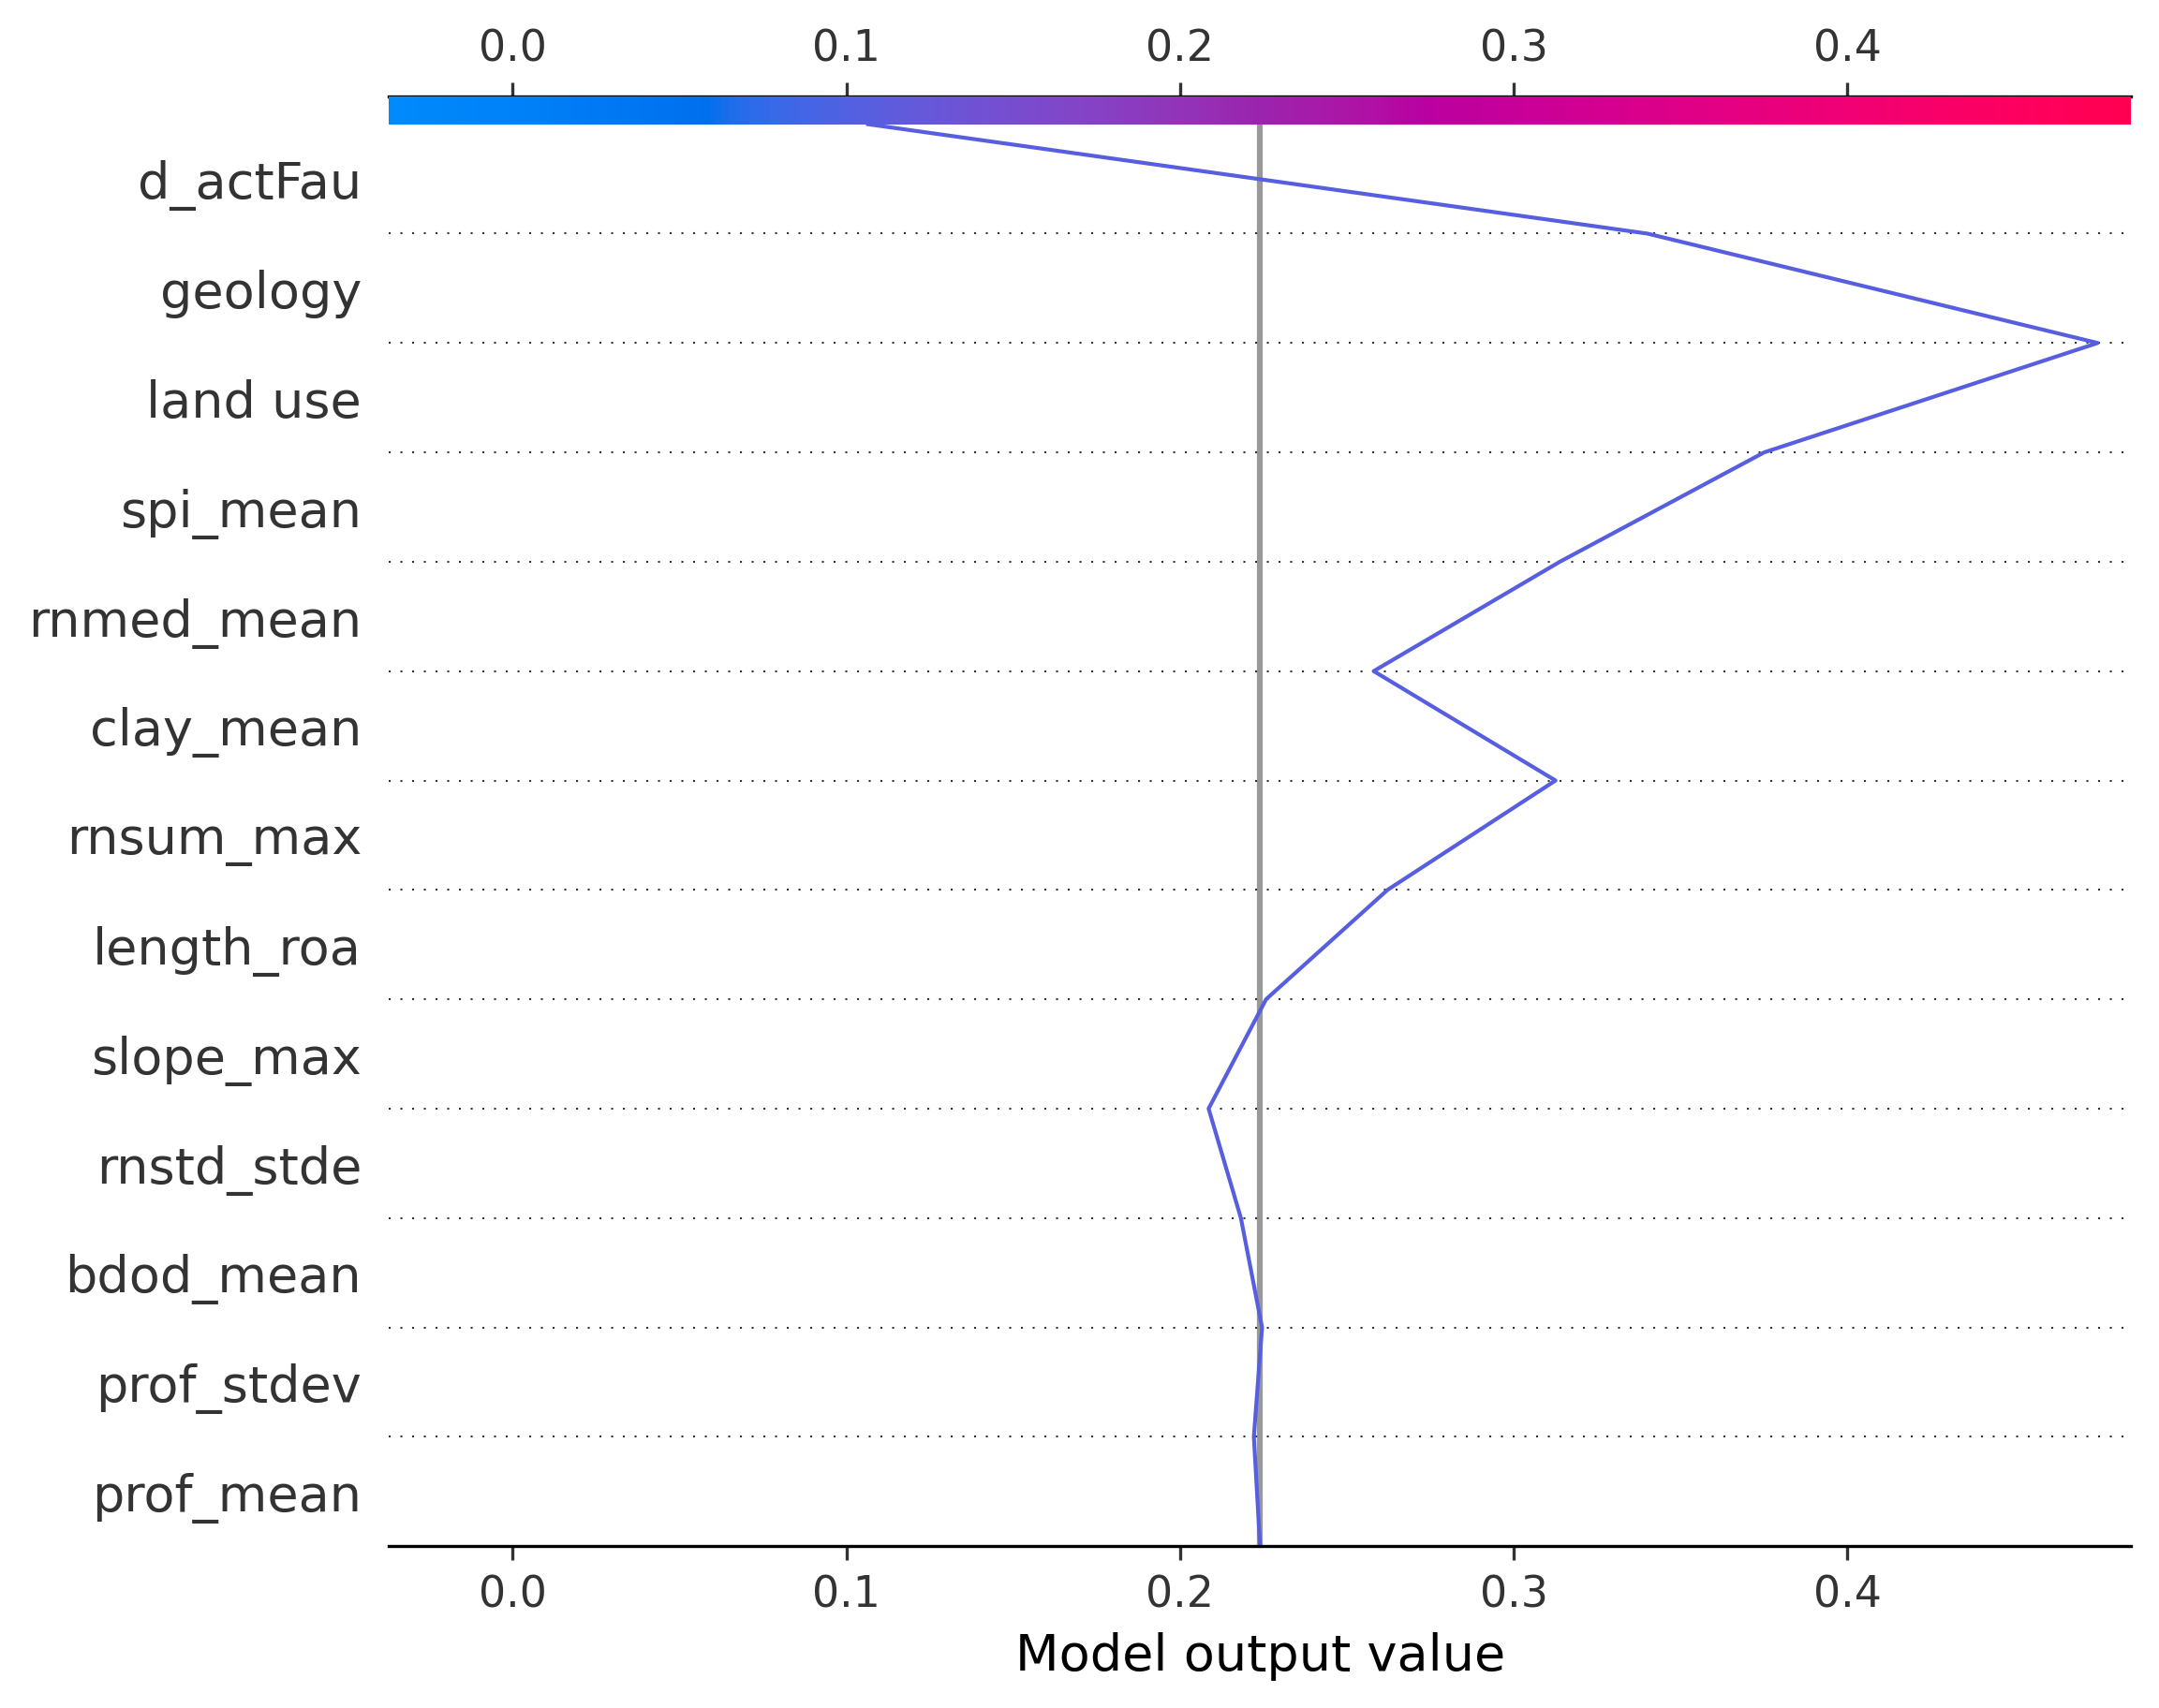 0.0 0.1 0.2 0.3 0.4
d_actFau
geology
land use
spi_mean
rnmed_mean
clay_mean
rnsum_max
length_roa
slope_max
rnstd_stde
bdod_mean
prof_stdev
prof_mean
0.0 0.1 0.2 0.3 0.4
Model output value